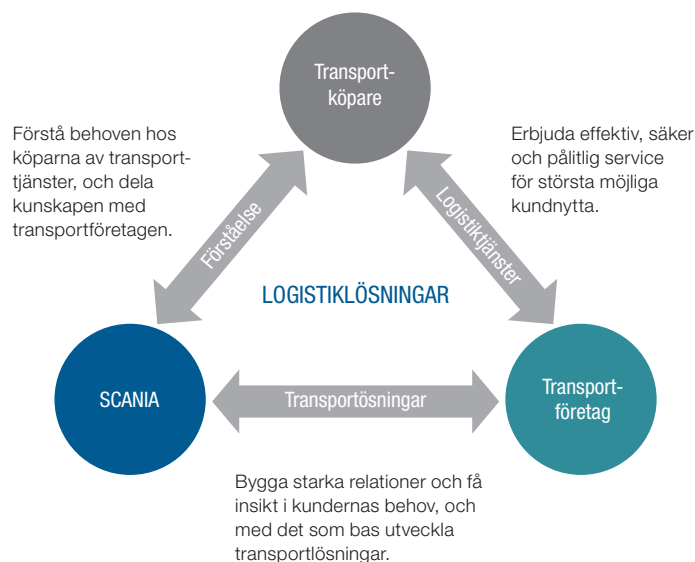 Transport-
köpare
Förstå behoven hos
köparna av transport-
tjänster, och dela
kunskapen med
transportföretagen.
Erbjuda effektiv, säker
och pålitlig service
för största möjliga
kundnytta.
Förståelse
Logistiktjänster
LOGISTIKLÖSNINGAR
SCANIA
Transportösningar
Transport-
företag
Bygga starka relationer och få
insikt i kundernas behov, och
med det som bas utveckla
transportlösningar.